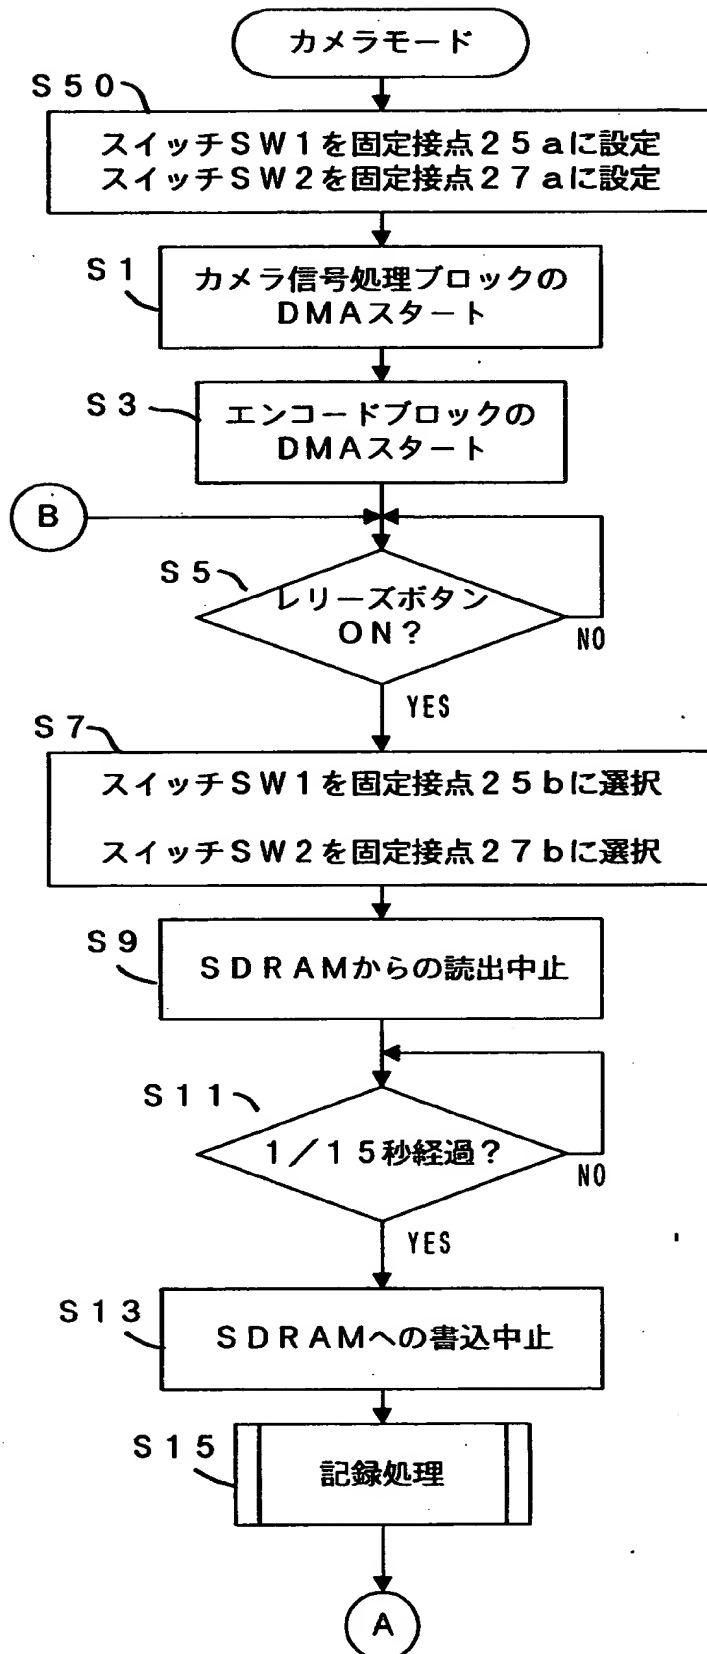 カメラモード
S50
スイッチSW1を固定接点25aに設定
スイッチSW2を固定接点27aに設定
S1
カメラ信号処理ブロックの
DMAスタート
S3
エンコードブロックの
DMAスタート
B
S5
レリーズボタン
ON?
NO
YES
S7
スイッチSW1を固定接点25bに選択
スイッチSW2を固定接点27bに選択
S9
SDRAMからの読出中止
S11
1/15秒経過?
NO
YES
S13
SDRAMへの書込中止
S15
記録処理
A